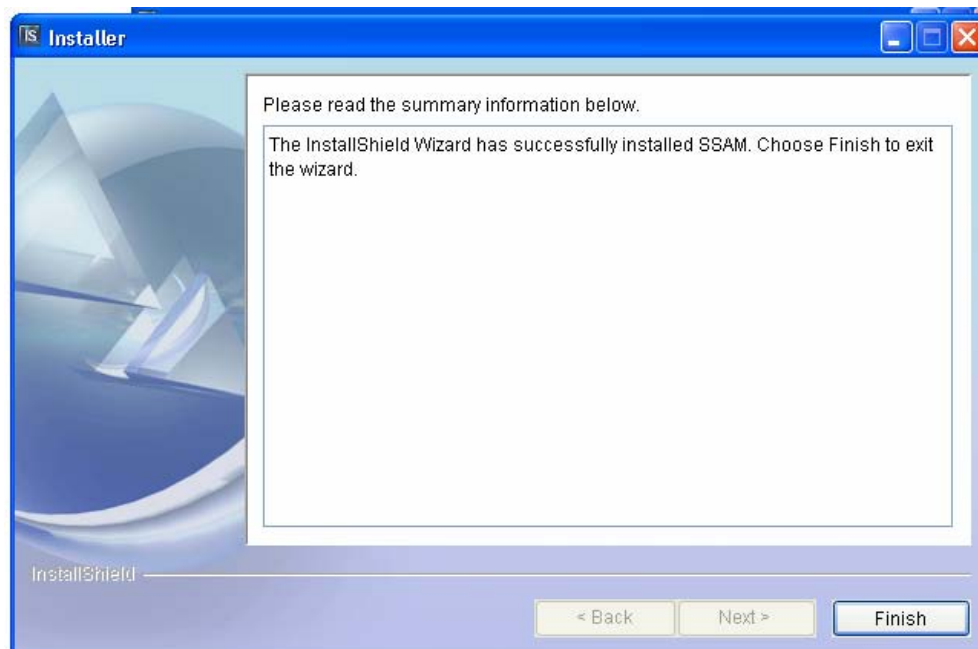 IS Installer
Please read the summary information below.
The InstallShield Wizard has successfully installed SSAM. Choose Finish to exit
the wizard.
InstallShield
< Back Next > Finish